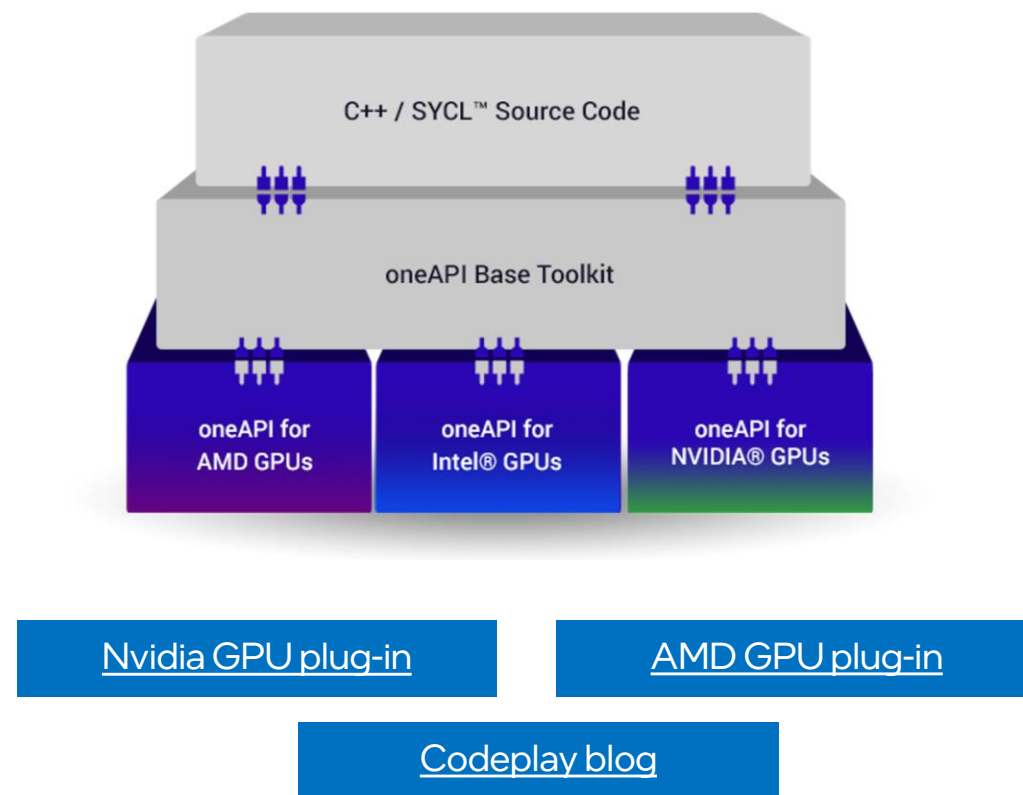 C++ / SYCL™ Source Code
oneAPI Base Toolkit
oneAPI for
AMD GPUs
oneAPI for
Intel® GPUs
oneAPI for
NVIDIA® GPUs
Nvidia GPU plug-in
AMD GPU plug-in
Codeplay blog